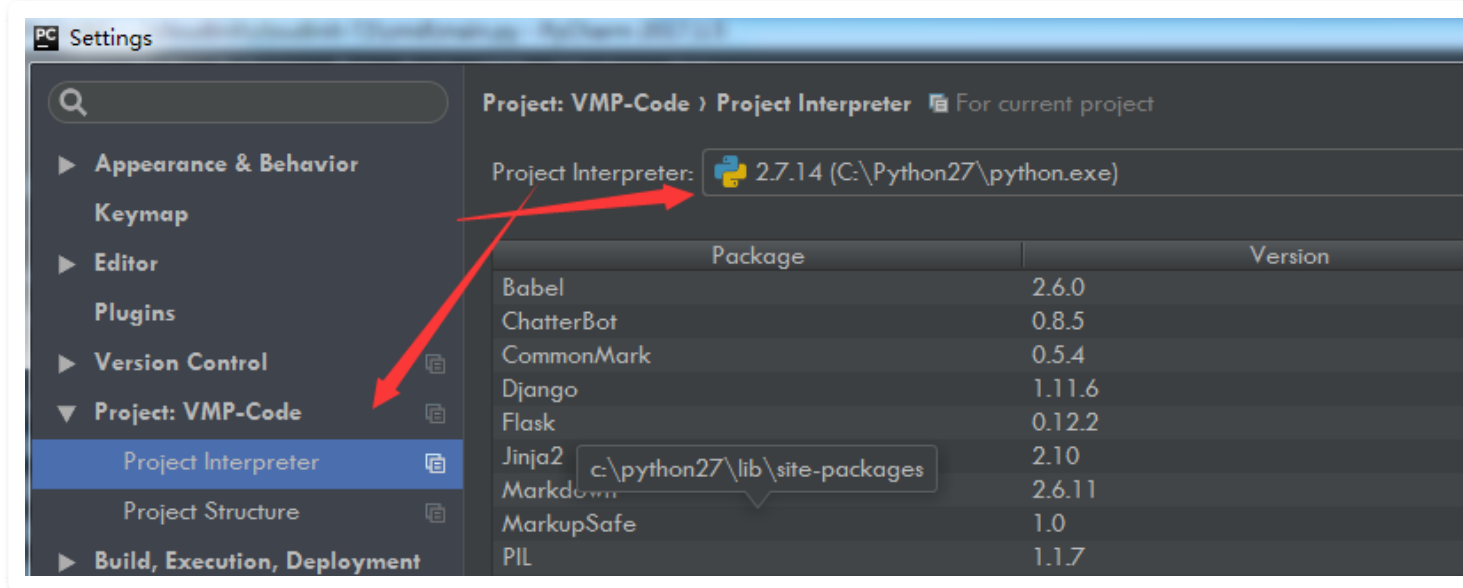 PC Settings
Project: VMP-Code › Project Interpreter For current project
Appearance & Behavior
Project Interpreter: 2.7.14 (C:\Python27\python.exe)
Keymap
Editor
Package Version
Babel 2.6.0
Plugins
ChatterBot 0.8.5
Version Control
CommonMark 0.5.4
Django 1.11.6
Project: VMP-Code
Flask 0.12.2
Project Interpreter
Jinja2 2.10
c:\python27\lib\site-packages
2.6.11
Project Structure
MarkupSafe 1.0
Build, Execution, Deployment
PIL 1.1.7